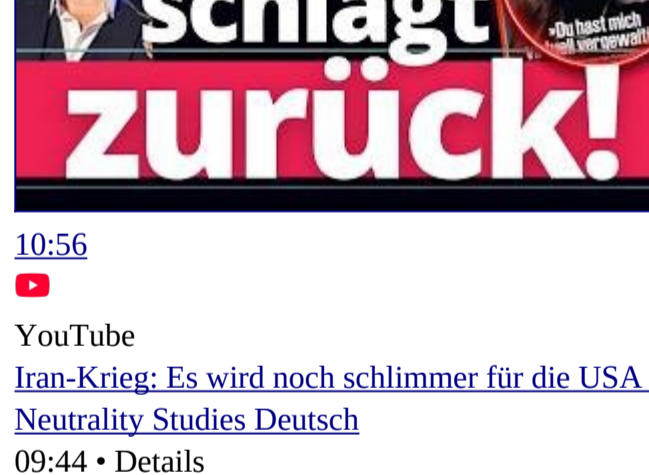 schlägt
»Du hast mich
vergewalti
zurück!
10:56
YouTube
Iran-Krieg: Es wird noch schlimmer für die USA
Neutrality Studies Deutsch
09:44 • Details